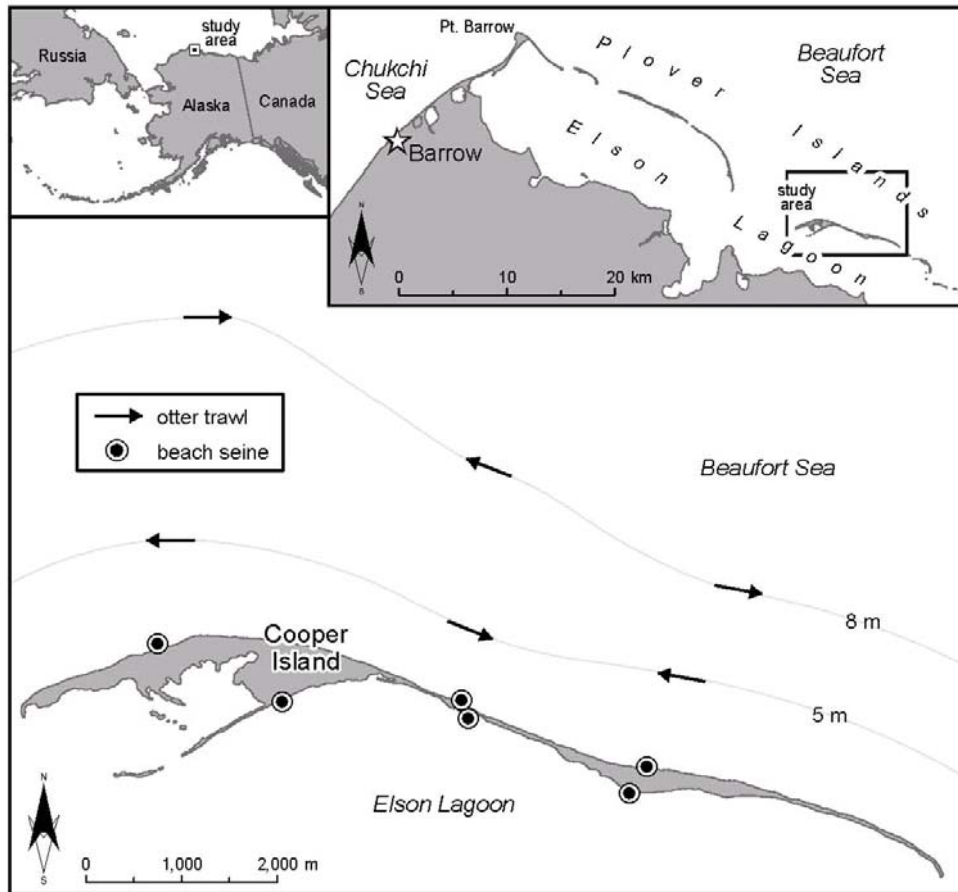 study
area
Russia
Alaska
Canada
Pt. Barrow
Chukchi
Sea
Barrow
Plover
Islands
Elson
Lagoon
Beaufort
Sea
study
area
N
S
0 10 20 km
otter trawl
beach seine
Beaufort Sea
8 m
5 m
Cooper
Island
Elson Lagoon
N
S
0 1,000 2,000 m